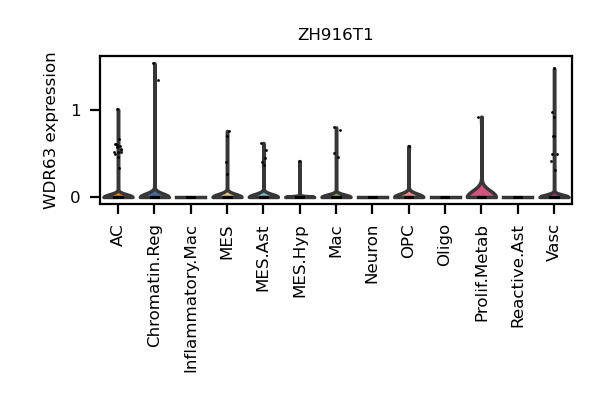 ZH916T1
WDR63 expression
1
0
AC
Chromatin.Reg
Inflammatory.Mac
MES
MES.Ast
MES.Hyp
Mac
Neuron
OPC
Oligo
Prolif.Metab
Reactive.Ast
Vasc